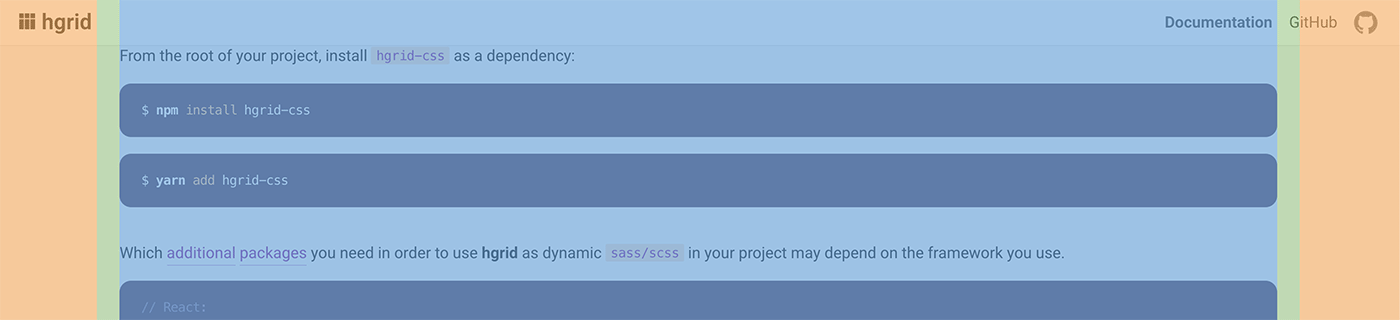 hgrid
Documentation GitHub
From the root of your project, install hgrid-css as a dependency:
$ npm install hgrid-css
$ yarn add hgrid-css
Which additional packages you need in order to use hgrid as dynamic sass/scss in your project may depend on the framework you use.
// React: